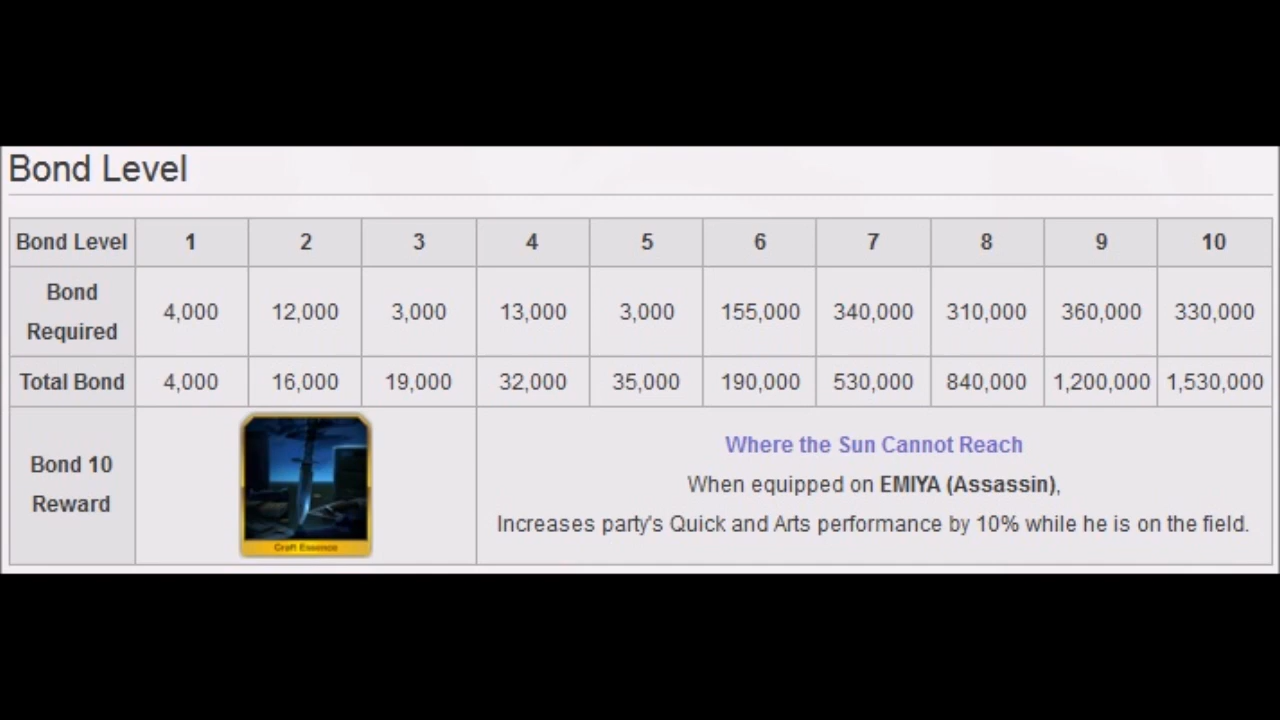 Bond Level
Bond Level 1 2 3 4 5 6 7 8 9 10
Bond
Required
4,000 12,000 3,000 13,000 3,000 155,000 340,000 310,000 360,000 330,000
Total Bond 4,000 16,000 19,000 32,000 35,000 190,000 530,000 840,000 1,200,000 1,530,000
Bond 10
Reward
Craft Essence
Where the Sun Cannot Reach
When equipped on EMIYA (Assassin),
Increases party's Quick and Arts performance by 10% while he is on the field.